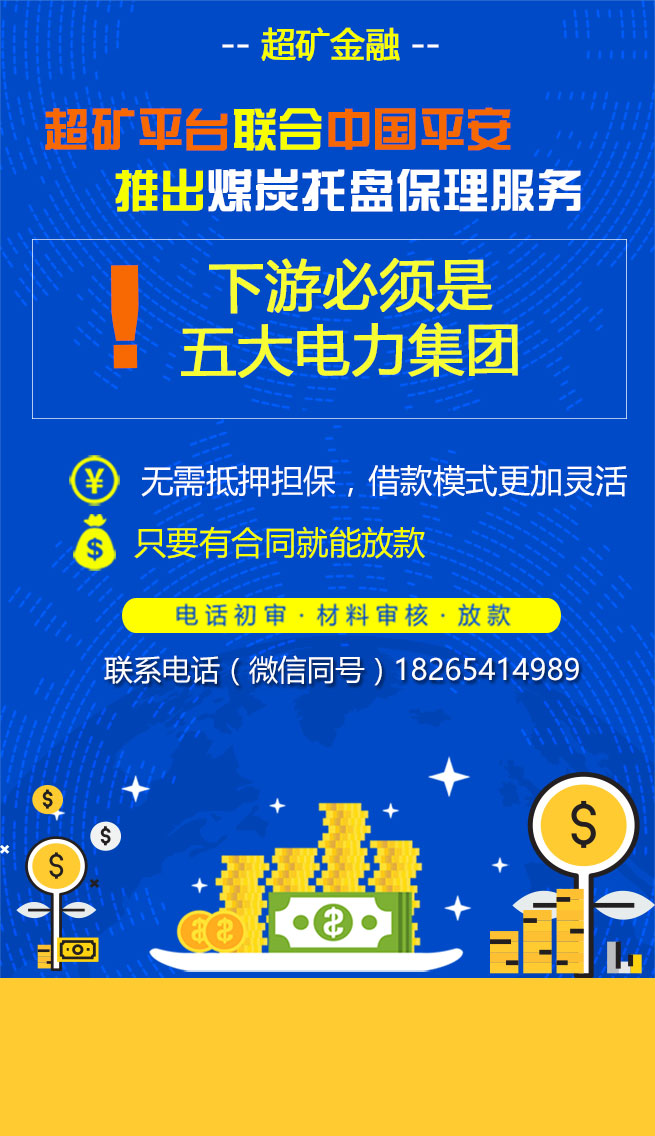 -- 超矿金融 --
超矿平台联合中国平安
推出煤炭托盘保理服务
! 下游必须是
五大电力集团
¥ 无需抵押担保，借款模式更加灵活
$ 只要有合同就能放款
电话初审·材料审核·放款
联系电话（微信同号）18265414989